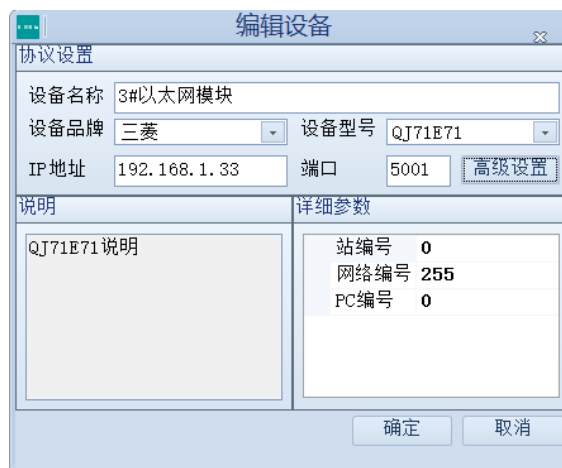 编辑设备
协议设置
设备名称 3#以太网模块
设备品牌 三菱 设备型号 QJ71E71
IP地址 192.168.1.33 端口 5001 高级设置
说明 详细参数
QJ71E71说明
站编号 0
网络编号 255
PC编号 0
确定 取消